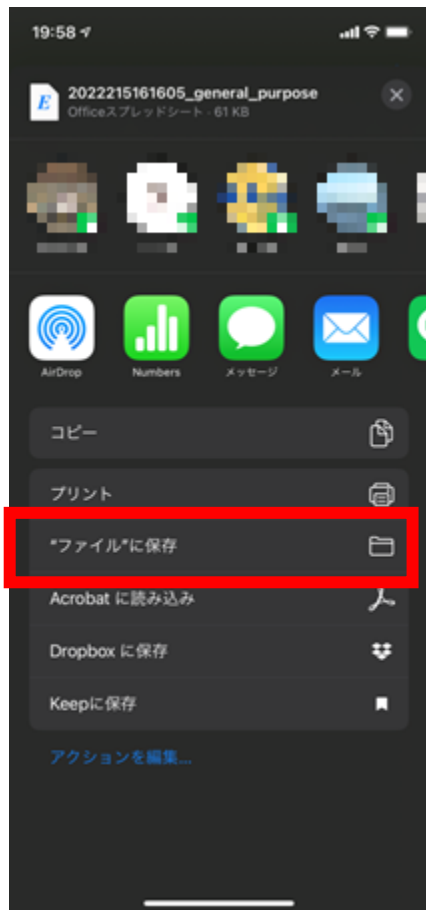 19:58
2022215161605_general_purpose
Officeスプレッドシート · 61 KB
AirDrop
Numbers
メッセージ
メール
コピー
プリント
"ファイル"に保存
Acrobat に読み込み
Dropbox に保存
Keepに保存
アクションを編集...